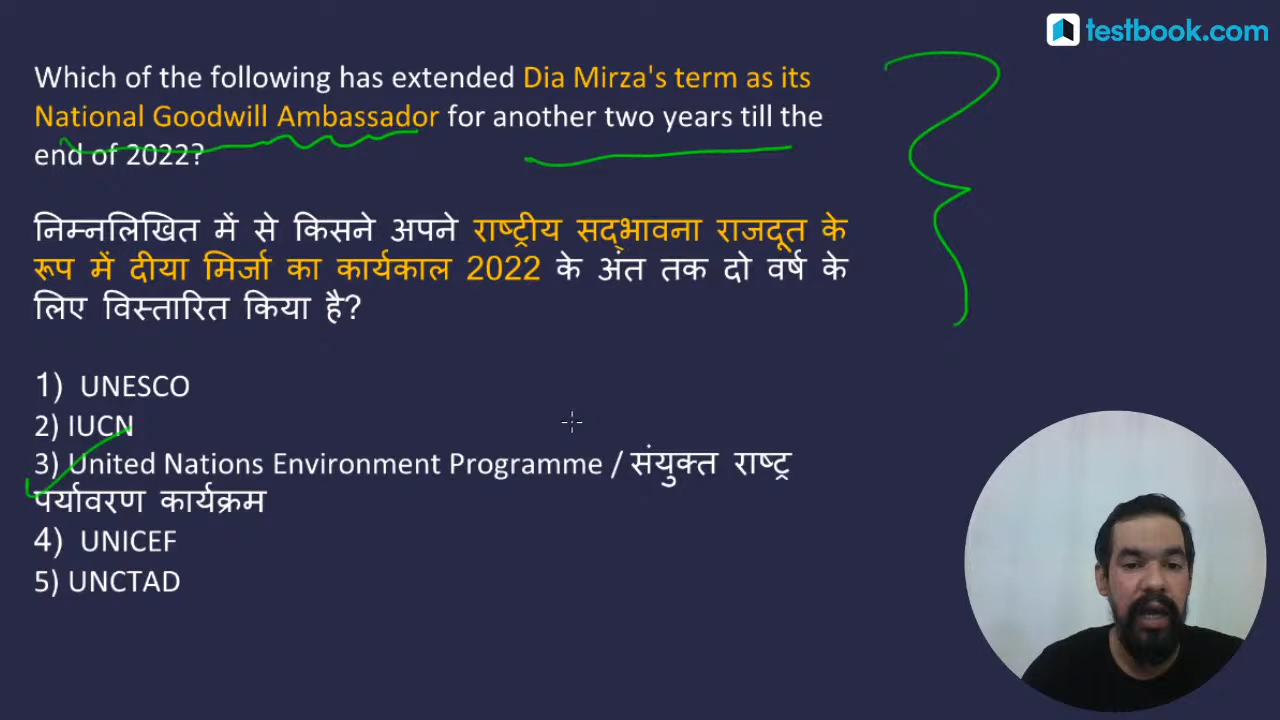 testbook.com
Which of the following has extended Dia Mirza's term as its
National Goodwill Ambassador for another two years till the
end of 2022?
निम्नलिखित में से किसने अपने राष्ट्रीय सद्भावना राजदूत के
रूप में दीया मिर्जा का कार्यकाल 2022 के अंत तक दो वर्ष के
लिए विस्तारित किया है?
1) UNESCO
2) IUCN
3) United Nations Environment Programme / संयुक्त राष्ट्र
पर्यावरण कार्यक्रम
4) UNICEF
5) UNCTAD